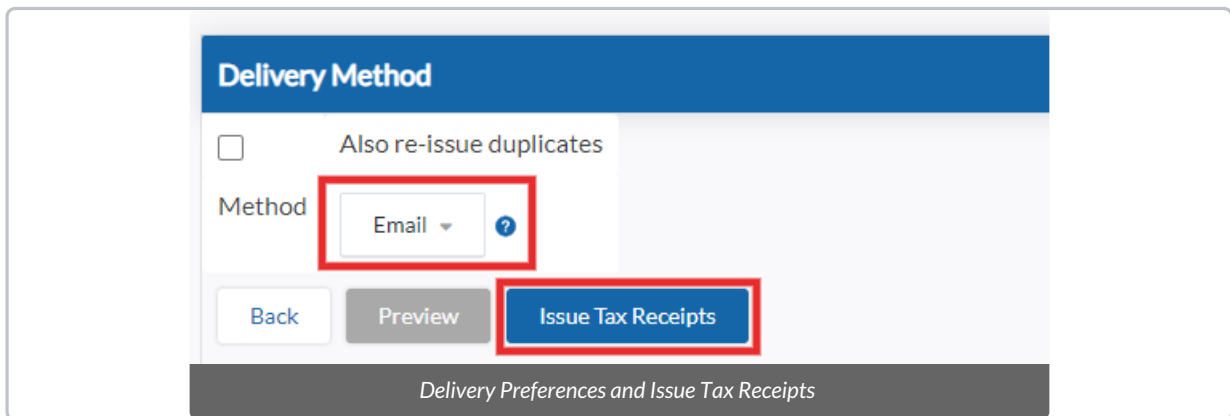 Delivery Method
Also re-issue duplicates
Method
Email
?
Back Preview Issue Tax Receipts
Delivery Preferences and Issue Tax Receipts